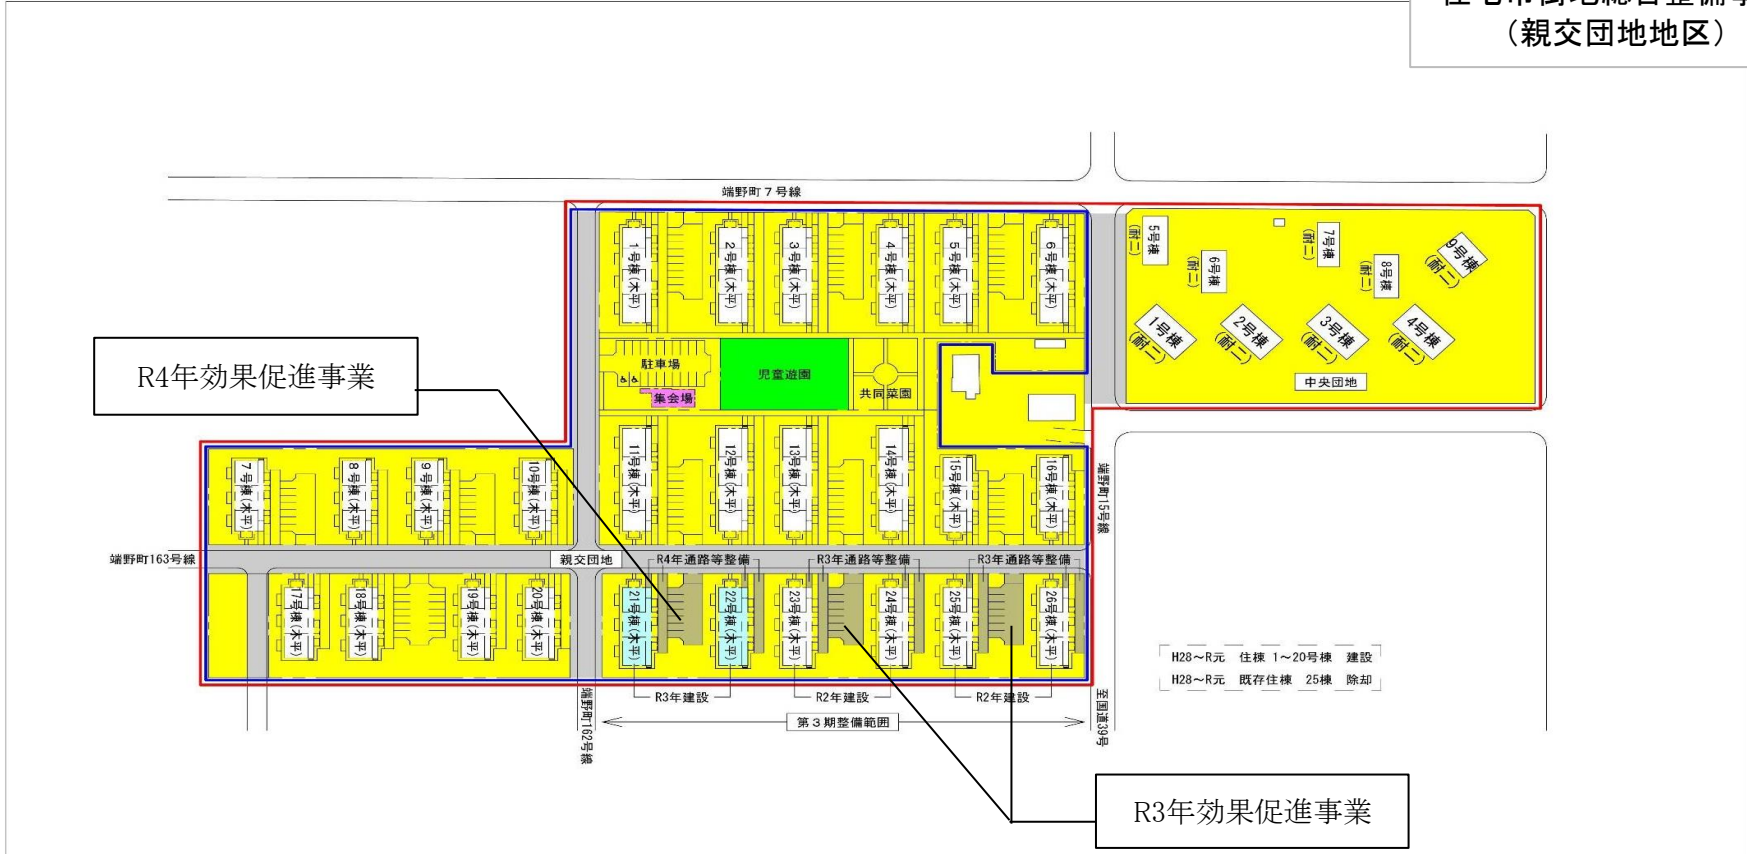 （親交団地地区）
端野町７号線
1号棟(木平)
2号棟(木平)
3号棟(木平)
4号棟(木平)
5号棟(木平)
6号棟(木平)
5号棟
(耐二)
6号棟
(耐二)
7号棟
(耐二)
8号棟
(耐二)
9号棟
(耐二)
1号棟
(耐二)
2号棟
(耐二)
3号棟
(耐二)
4号棟
(耐二)
中央団地
R4年効果促進事業
駐車場
集会場
児童遊園
共同菜園
7号棟(木平)
8号棟(木平)
9号棟(木平)
10号棟(木平)
11号棟(木平)
12号棟(木平)
13号棟(木平)
14号棟(木平)
15号棟(木平)
16号棟(木平)
端野町15号線
端野町163号線
親交団地
R4年通路等整備
R3年通路等整備
R3年通路等整備
17号棟(木平)
18号棟(木平)
19号棟(木平)
20号棟(木平)
21号棟(木平)
22号棟(木平)
23号棟(木平)
24号棟(木平)
25号棟(木平)
26号棟(木平)
H28～R元 住棟 1～20号棟 建設
H28～R元 既存住棟 25棟 除却
R3年建設
R2年建設
R2年建設
端野町162号線
第３期整備範囲
至国道39号
R3年効果促進事業